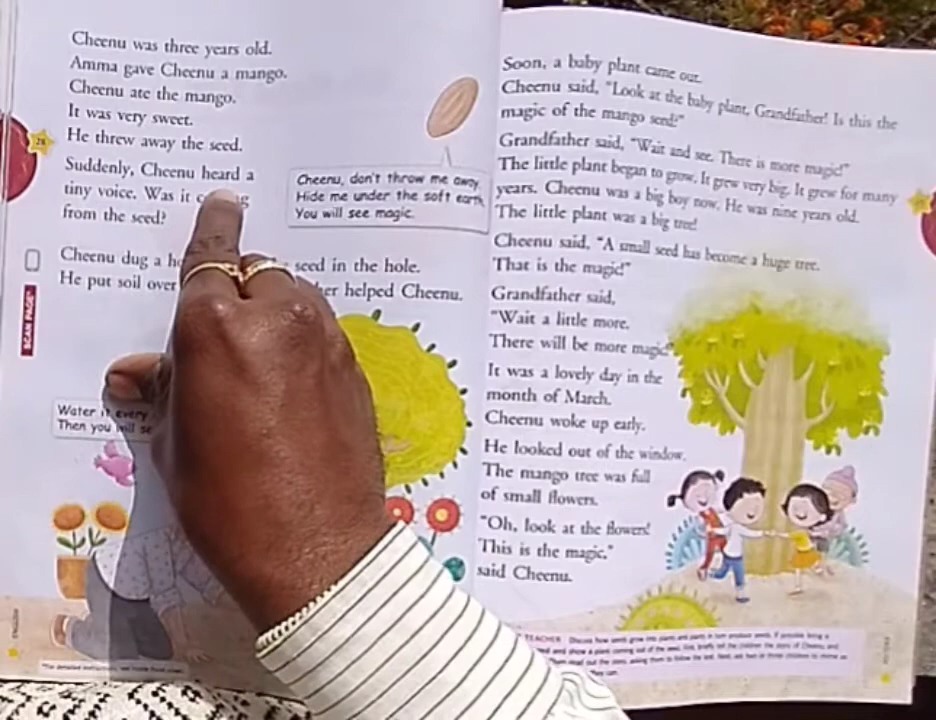 Cheenu was three years old.
Amma gave Cheenu a mango.
Cheenu ate the mango.
It was very sweet.
He threw away the seed.
Suddenly, Cheenu heard a
tiny voice. Was it
from the seed?
Cheenu, don't throw me away.
Hide me under the soft earth.
You will see magic.
Cheenu dug a seed in the hole.
He put soil over helped Cheenu.
SCAN PAGE
Water it every
Then you will
Soon, a baby plant came out.
Cheenu said, "Look at the baby plant, Grandfather! Is this the
magic of the mango seed?"
Grandfather said, "Wait and see. There is more magic!"
The little plant began to grow. It grew very big. It grew for many
years. Cheenu was a big boy now. He was nine years old.
The little plant was a big tree!
Cheenu said, "A small seed has become a huge tree.
That is the magic!"
Grandfather said,
"Wait a little more.
There will be more magic."
It was a lovely day in the
month of March.
Cheenu woke up early.
He looked out of the window.
The mango tree was full
of small flowers.
"Oh, look at the flowers!
This is the magic,"
said Cheenu.
TEACHER